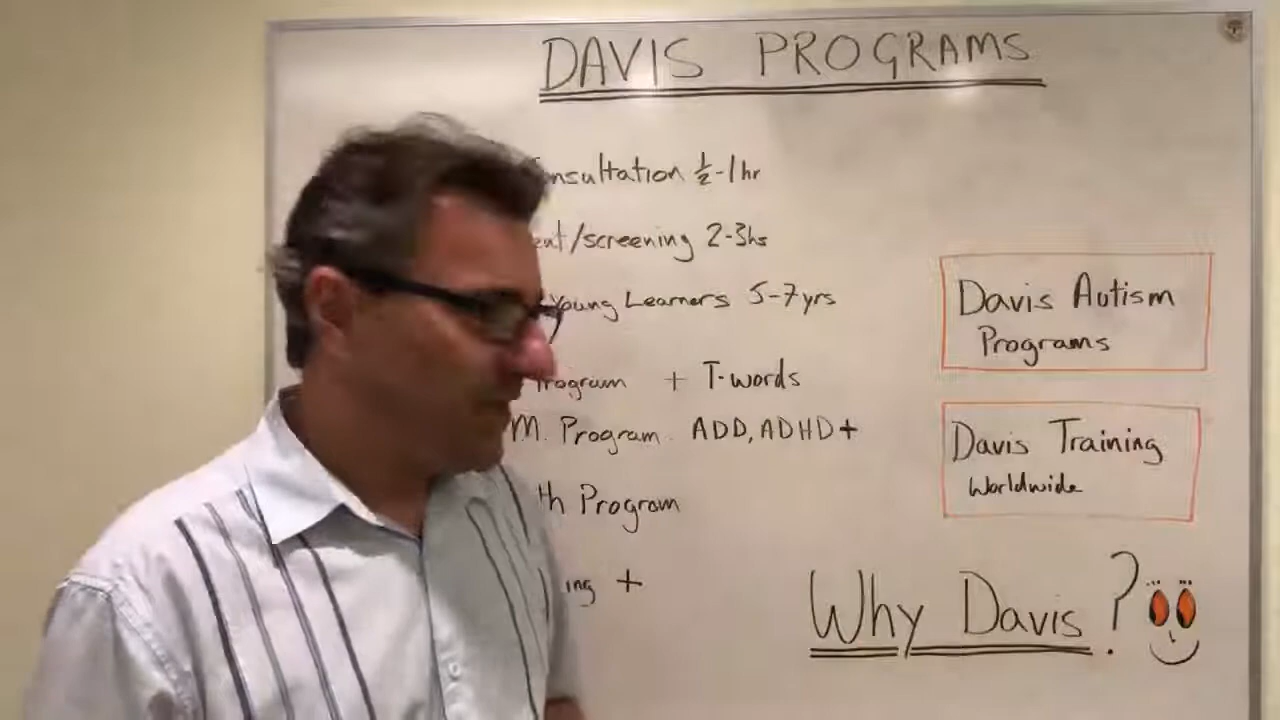 DAVIS PROGRAMS
nsultation ½-1hr
ent/screening 2-3hs
Young Learners 5-7yrs
rogram + T-words
M. Program. ADD, ADHD+
th Program
ing +
Davis Autism
Programs
Davis Training
Worldwide
Why Davis?